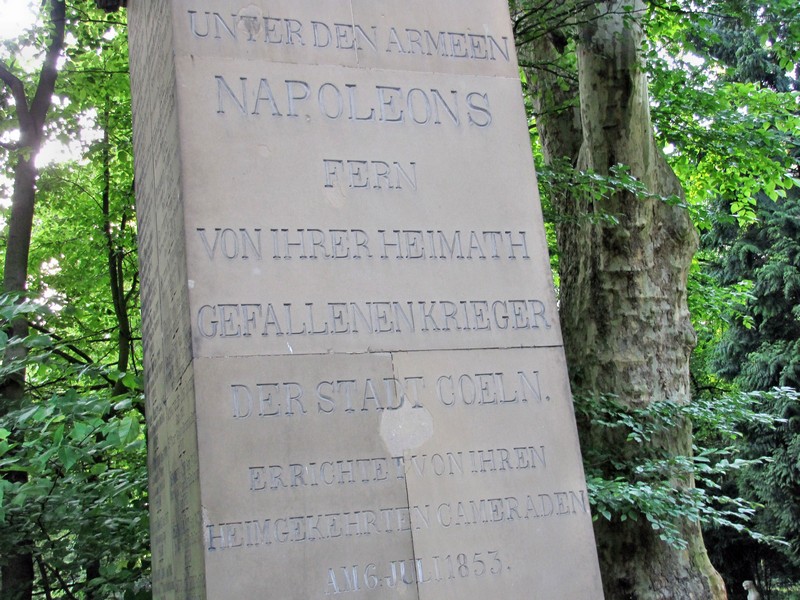 UNTER DEN ARMEEN
NAPOLEONS
FERN
VON IHRER HEIMATH
GEFALLENEN KRIEGER
DER STADT COELN.
ERRICHTET VON IHREN
HEIMGEKEHRTEN CAMERADEN
AM 6. JULI 1853.